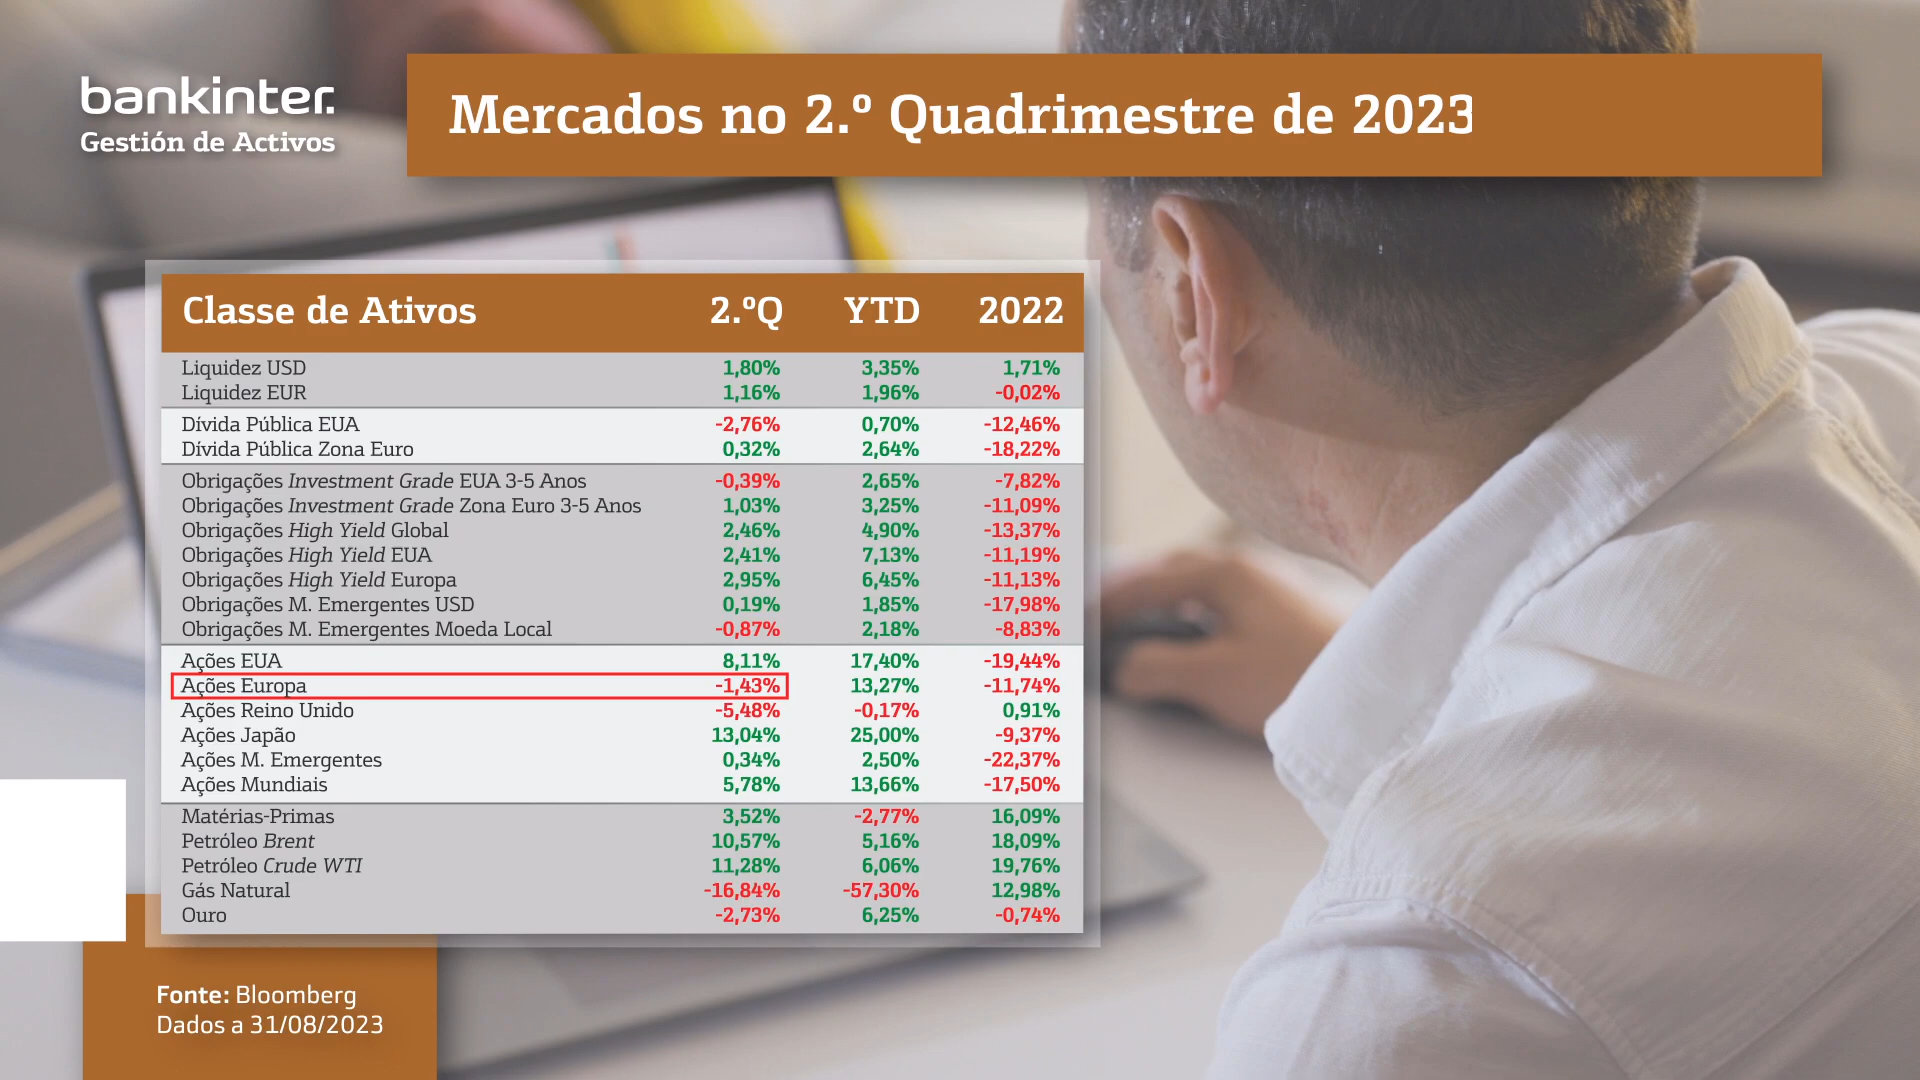 bankinter.
Gestión de Activos
Mercados no 2.º Quadrimestre de 2023
Classe de Ativos 2.ºQ YTD 2022
Liquidez USD 1,80% 3,35% 1,71%
Liquidez EUR 1,16% 1,96% -0,02%
Dívida Pública EUA -2,76% 0,70% -12,46%
Dívida Pública Zona Euro 0,32% 2,64% -18,22%
Obrigações Investment Grade EUA 3-5 Anos -0,39% 2,65% -7,82%
Obrigações Investment Grade Zona Euro 3-5 Anos 1,03% 3,25% -11,09%
Obrigações High Yield Global 2,46% 4,90% -13,37%
Obrigações High Yield EUA 2,41% 7,13% -11,19%
Obrigações High Yield Europa 2,95% 6,45% -11,13%
Obrigações M. Emergentes USD 0,19% 1,85% -17,98%
Obrigações M. Emergentes Moeda Local -0,87% 2,18% -8,83%
Ações EUA 8,11% 17,40% -19,44%
Ações Europa -1,43% 13,27% -11,74%
Ações Reino Unido -5,48% -0,17% 0,91%
Ações Japão 13,04% 25,00% -9,37%
Ações M. Emergentes 0,34% 2,50% -22,37%
Ações Mundiais 5,78% 13,66% -17,50%
Matérias-Primas 3,52% -2,77% 16,09%
Petróleo Brent 10,57% 5,16% 18,09%
Petróleo Crude WTI 11,28% 6,06% 19,76%
Gás Natural -16,84% -57,30% 12,98%
Ouro -2,73% 6,25% -0,74%
Fonte: Bloomberg
Dados a 31/08/2023